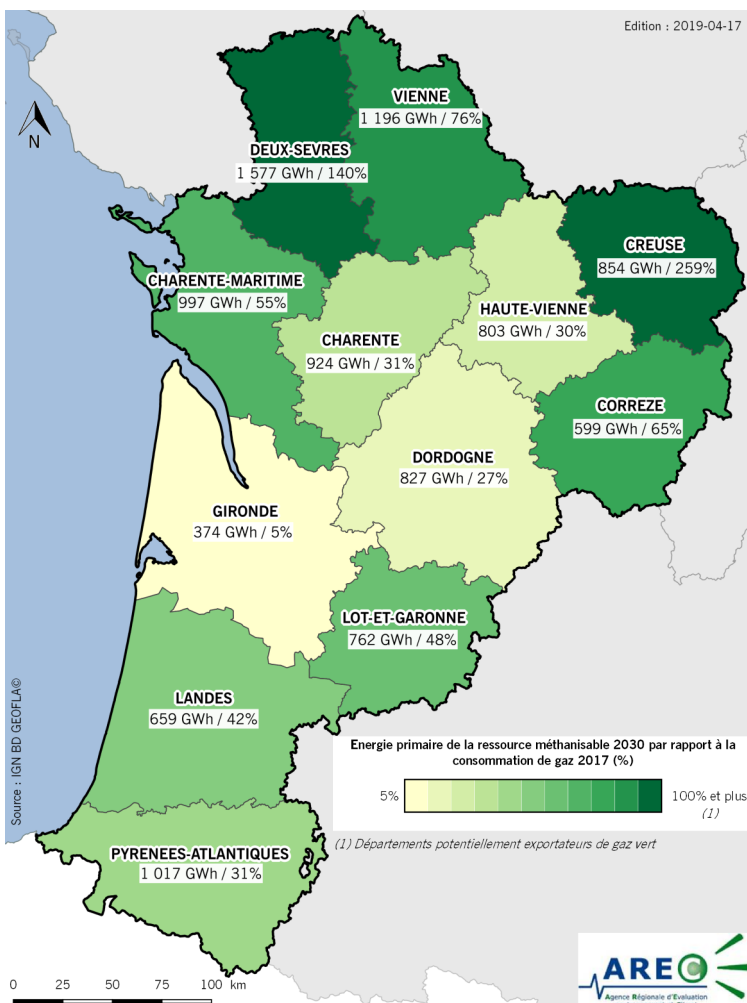 Edition : 2019-04-17
N
VIENNE
1 196 GWh / 76%
DEUX-SEVRES
1 577 GWh / 140%
CREUSE
854 GWh / 259%
CHARENTE-MARITIME
997 GWh / 55%
HAUTE-VIENNE
803 GWh / 30%
CHARENTE
924 GWh / 31%
CORREZE
599 GWh / 65%
DORDOGNE
827 GWh / 27%
GIRONDE
374 GWh / 5%
LOT-ET-GARONNE
762 GWh / 48%
LANDES
659 GWh / 42%
Source : IGN BD GEOFLA©
Energie primaire de la ressource méthanisable 2030 par rapport à la
consommation de gaz 2017 (%)
5%
100% et plus
(1)
(1) Départements potentiellement exportateurs de gaz vert
PYRENEES-ATLANTIQUES
1 017 GWh / 31%
0 25 50 75 100 km
AREC
Agence Régionale d'Evaluation